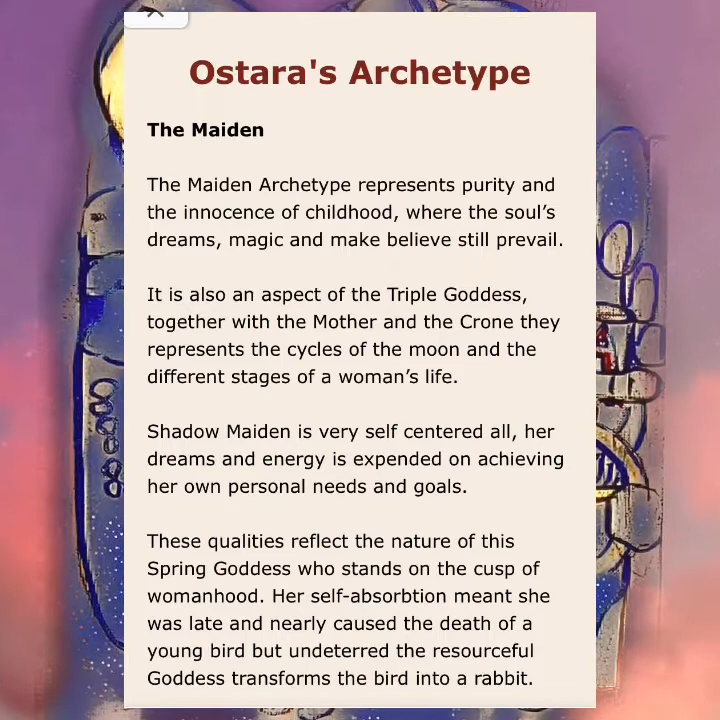 Ostara's Archetype
The Maiden
The Maiden Archetype represents purity and
the innocence of childhood, where the soul’s
dreams, magic and make believe still prevail.
It is also an aspect of the Triple Goddess,
together with the Mother and the Crone they
represents the cycles of the moon and the
different stages of a woman’s life.
Shadow Maiden is very self centered all, her
dreams and energy is expended on achieving
her own personal needs and goals.
These qualities reflect the nature of this
Spring Goddess who stands on the cusp of
womanhood. Her self-absorbtion meant she
was late and nearly caused the death of a
young bird but undeterred the resourceful
Goddess transforms the bird into a rabbit.